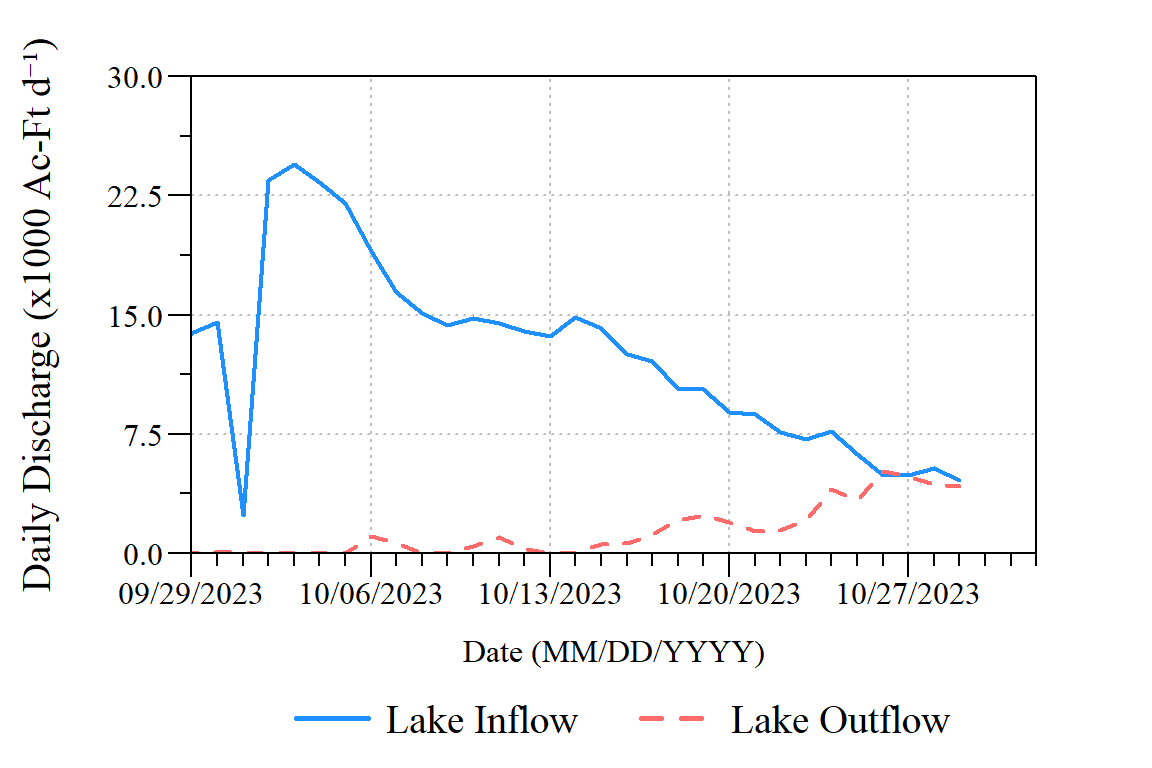 Daily Discharge (x1000 Ac-Ft d⁻¹)
30.0
22.5
15.0
7.5
0.0
09/29/2023 10/06/2023 10/13/2023 10/20/2023 10/27/2023
Date (MM/DD/YYYY)
Lake Inflow Lake Outflow